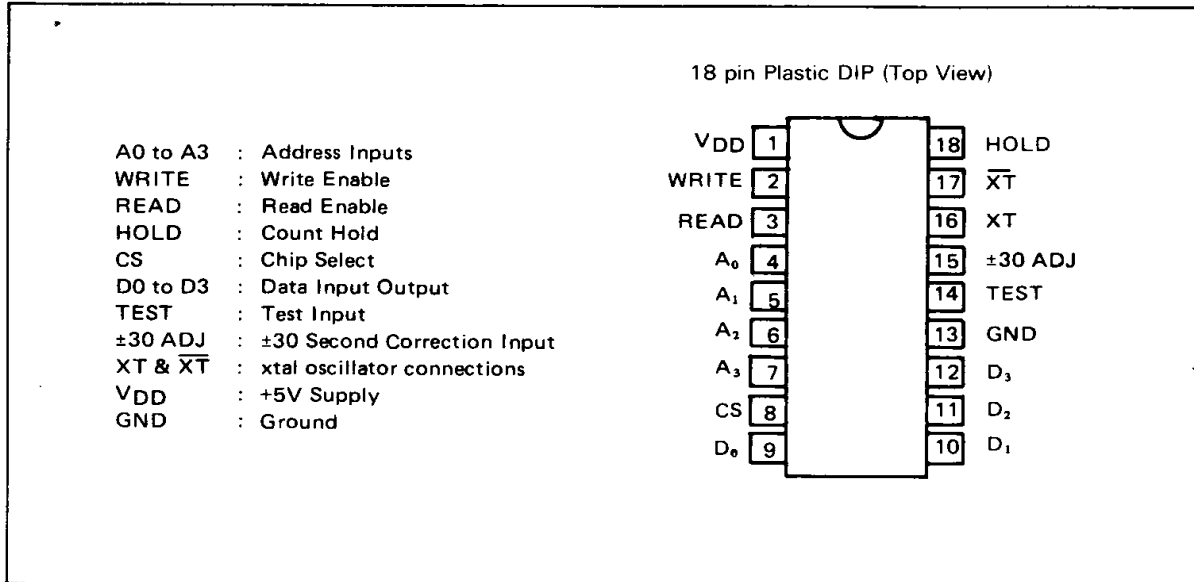 18 pin Plastic DIP (Top View)
A0 to A3 : Address Inputs
WRITE : Write Enable
READ : Read Enable
HOLD : Count Hold
CS : Chip Select
D0 to D3 : Data Input Output
TEST : Test Input
±30 ADJ : ±30 Second Correction Input
XT & X̅T̅ : xtal oscillator connections
VDD : +5V Supply
GND : Ground
VDD 1 18 HOLD
WRITE 2 17 X̅T̅
READ 3 16 XT
A₀ 4 15 ±30 ADJ
A₁ 5 14 TEST
A₂ 6 13 GND
A₃ 7 12 D₃
CS 8 11 D₂
D₀ 9 10 D₁